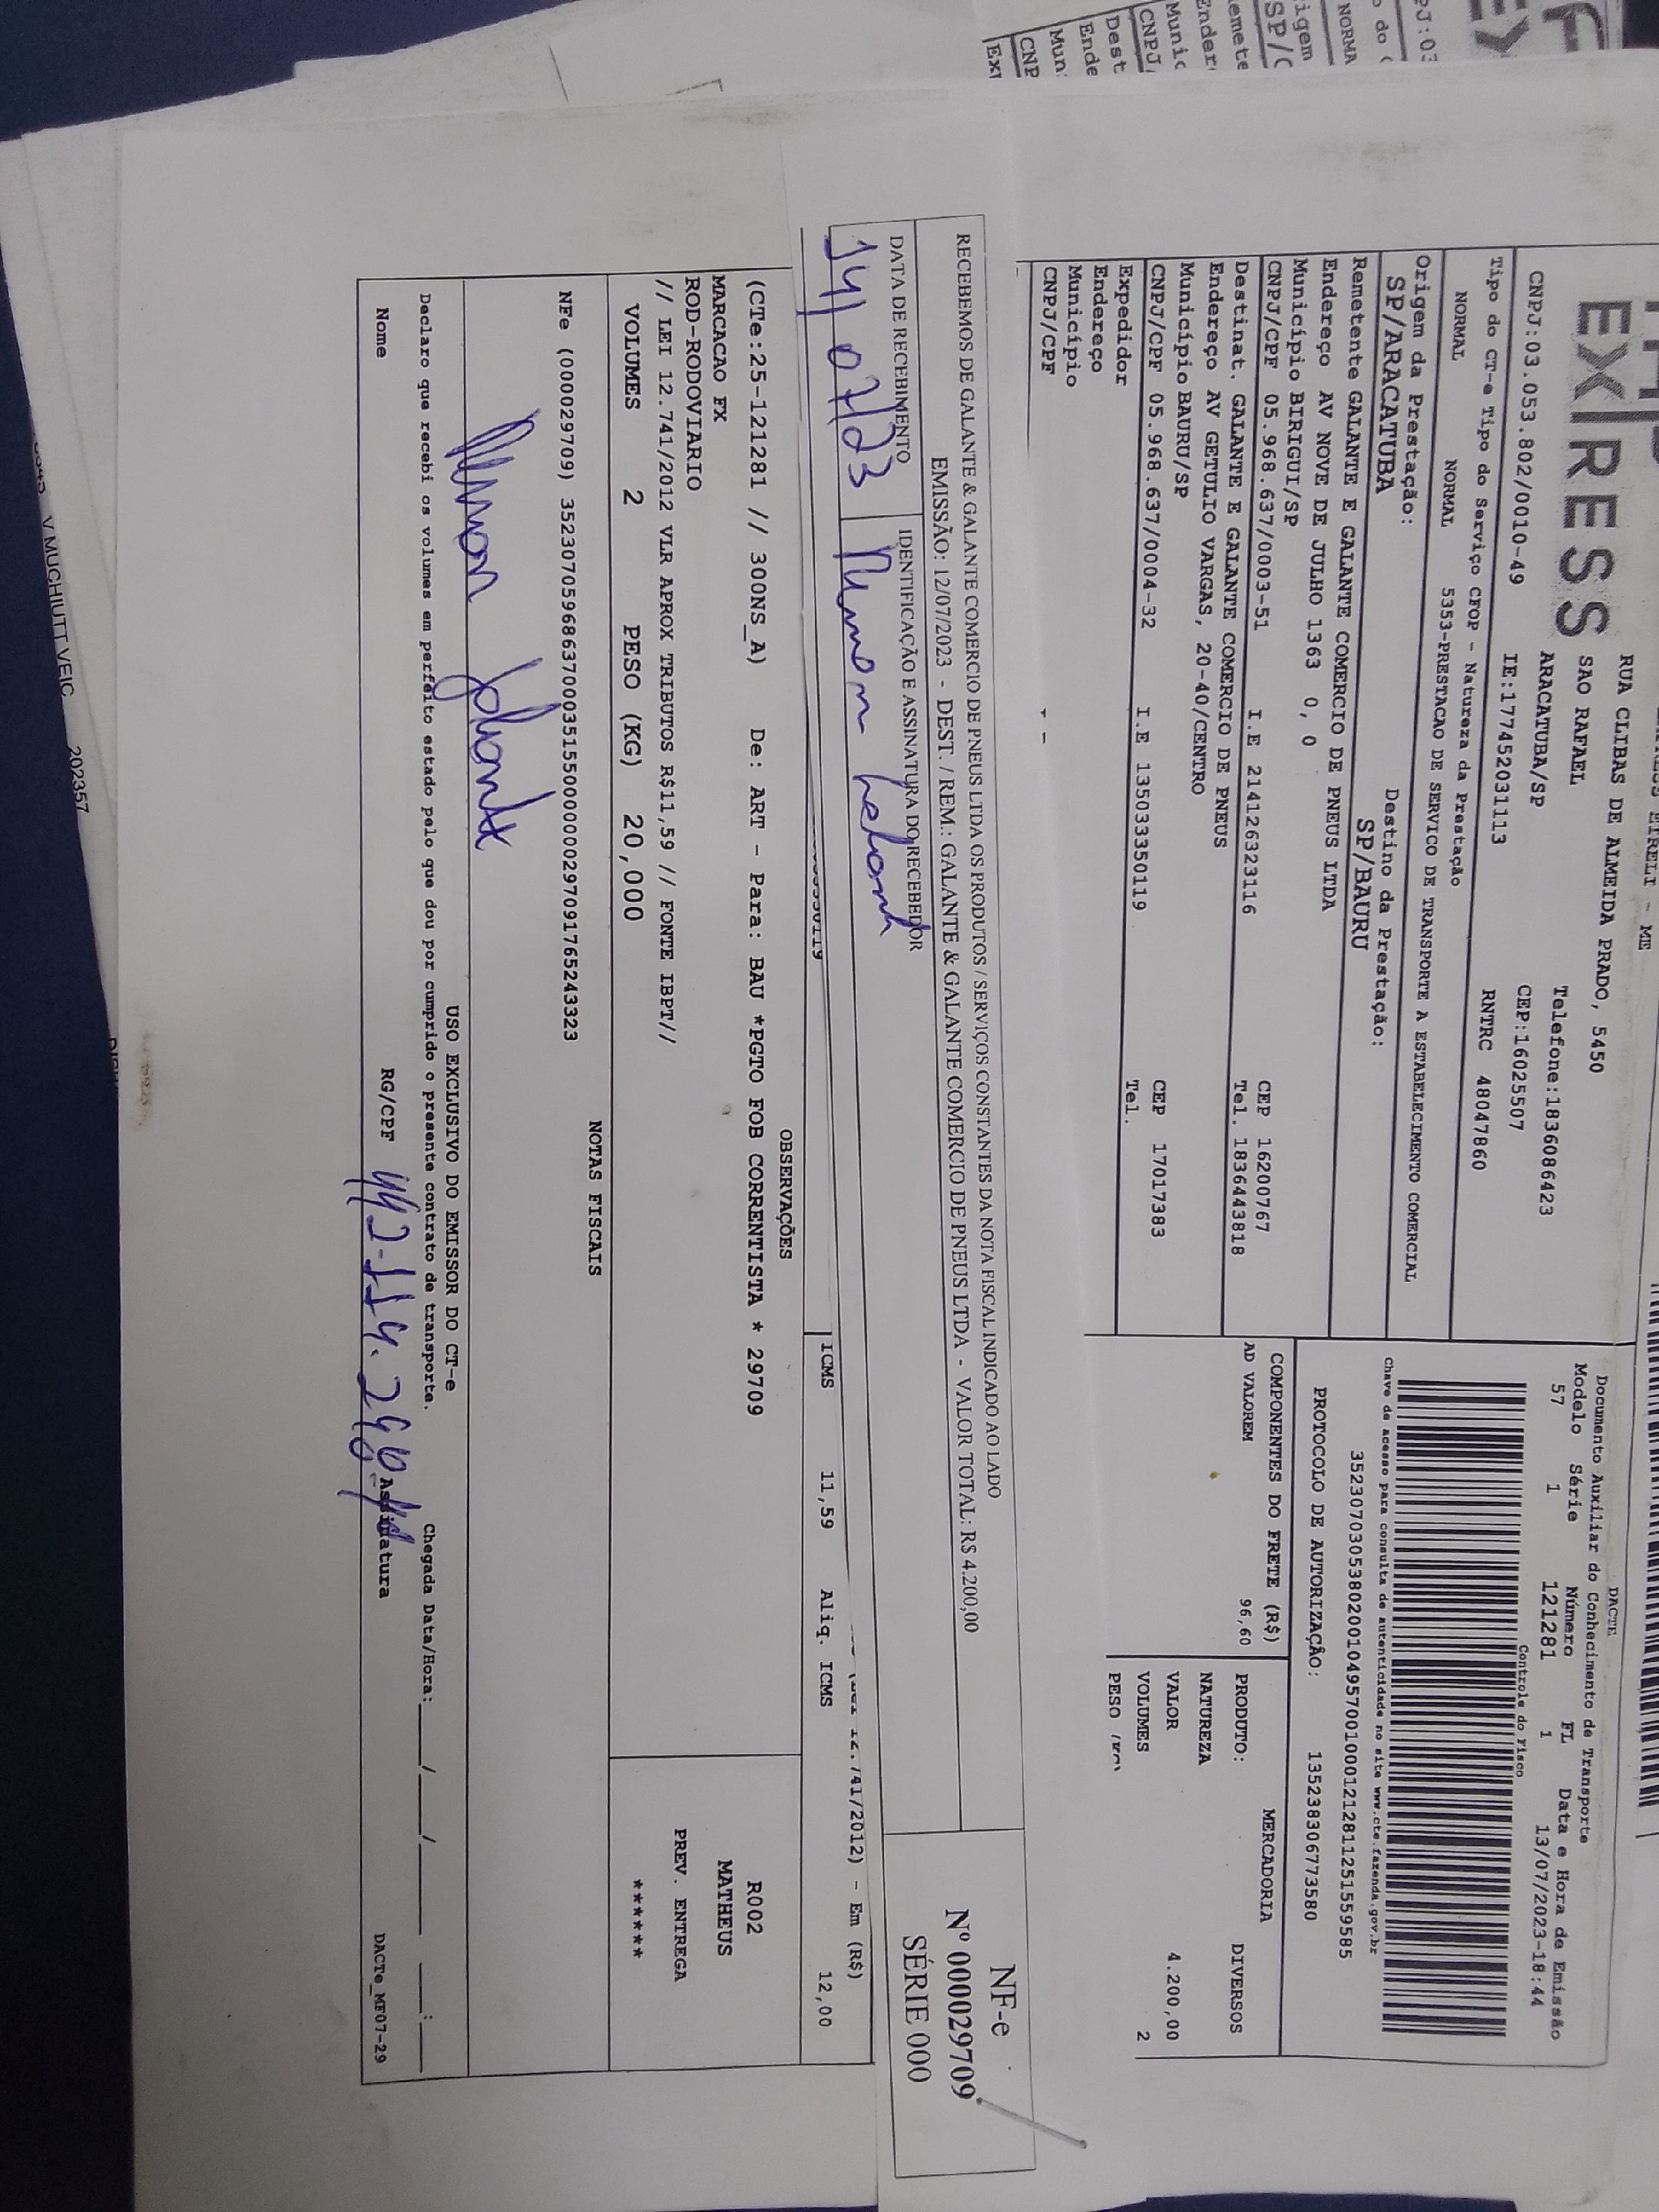 EXPRESS
RUA CLIBAS DE ALMEIDA PRADO, 5450
SAO RAFAEL
Telefone:1836086423
ARACATUBA/SP
CEP:16025507
CNPJ:03.053.802/0010-49 IE:177452031113 RNTRC 48047860
Tipo do CT-e Tipo do Serviço CFOP - Natureza da Prestação
NORMAL NORMAL 5353-PRESTACAO DE SERVICO DE TRANSPORTE A ESTABELECIMENTO COMERCIAL
Origem da Prestação: Destino da Prestação:
SP/ARACATUBA SP/BAURU
Remetente GALANTE E GALANTE COMERCIO DE PNEUS LTDA
Endereço AV NOVE DE JULHO 1363 0, 0
Município BIRIGUI/SP CEP 16200767
CNPJ/CPF 05.968.637/0003-51 I.E 214126323116 Tel. 1836443818
Destinat. GALANTE E GALANTE COMERCIO DE PNEUS
Endereço AV GETULIO VARGAS, 20-40/CENTRO
Município BAURU/SP CEP 17017383
CNPJ/CPF 05.968.637/0004-32 I.E 135033350119 Tel.
Expedidor
Endereço
Município
CNPJ/CPF
DACTE
Documento Auxiliar do Conhecimento de Transporte
Modelo Série Número FL Data e Hora de Emissão
57 1 121281 1 13/07/2023-18:44
Controle do Fisco
Chave de acesso para consulta de autenticidade no site www.cte.fazenda.gov.br
35230703053802001049570010001212811251559585
PROTOCOLO DE AUTORIZAÇÃO: 135238306773580
COMPONENTES DO FRETE (R$)
AD VALOREM 96,60
MERCADORIA
PRODUTO: DIVERSOS
NATUREZA
VALOR 4.200,00
VOLUMES 2
RECEBEMOS DE GALANTE & GALANTE COMERCIO DE PNEUS LTDA OS PRODUTOS / SERVIÇOS CONSTANTES DA NOTA FISCAL INDICADO AO LADO
EMISSÃO: 12/07/2023 - DEST. / REM.: GALANTE & GALANTE COMERCIO DE PNEUS LTDA - VALOR TOTAL: R$ 4.200,00
DATA DE RECEBIMENTO IDENTIFICAÇÃO E ASSINATURA DO RECEBEDOR
14/07/23
NF-e
Nº 000029709
SÉRIE 000
12.741/2012) - Em (R$)
ICMS 11,59 Aliq. ICMS 12,00
OBSERVAÇÕES
(CTe:25-121281 // 300NS_A) De: ART - Para: BAU *PGTO FOB CORRENTISTA * 29709
MARCACAO FX
ROD-RODOVIARIO
// LEI 12.741/2012 VLR APROX TRIBUTOS R$11,59 // FONTE IBPT//
VOLUMES 2 PESO (KG) 20,000
R002
MATHEUS
PREV. ENTREGA
*******
NOTAS FISCAIS
NFe (000029709) 35230705968637000351550000000297091765243323
USO EXCLUSIVO DO EMISSOR DO CT-e
Declaro que recebi os volumes em perfeito estado pelo que dou por cumprido o presente contrato de transporte. Chegada Data/Hora:____/____/______ ___:___
Nome RG/CPF Assinatura
DACTe_MF07-29
V MUCHIUTT VEIC 202357